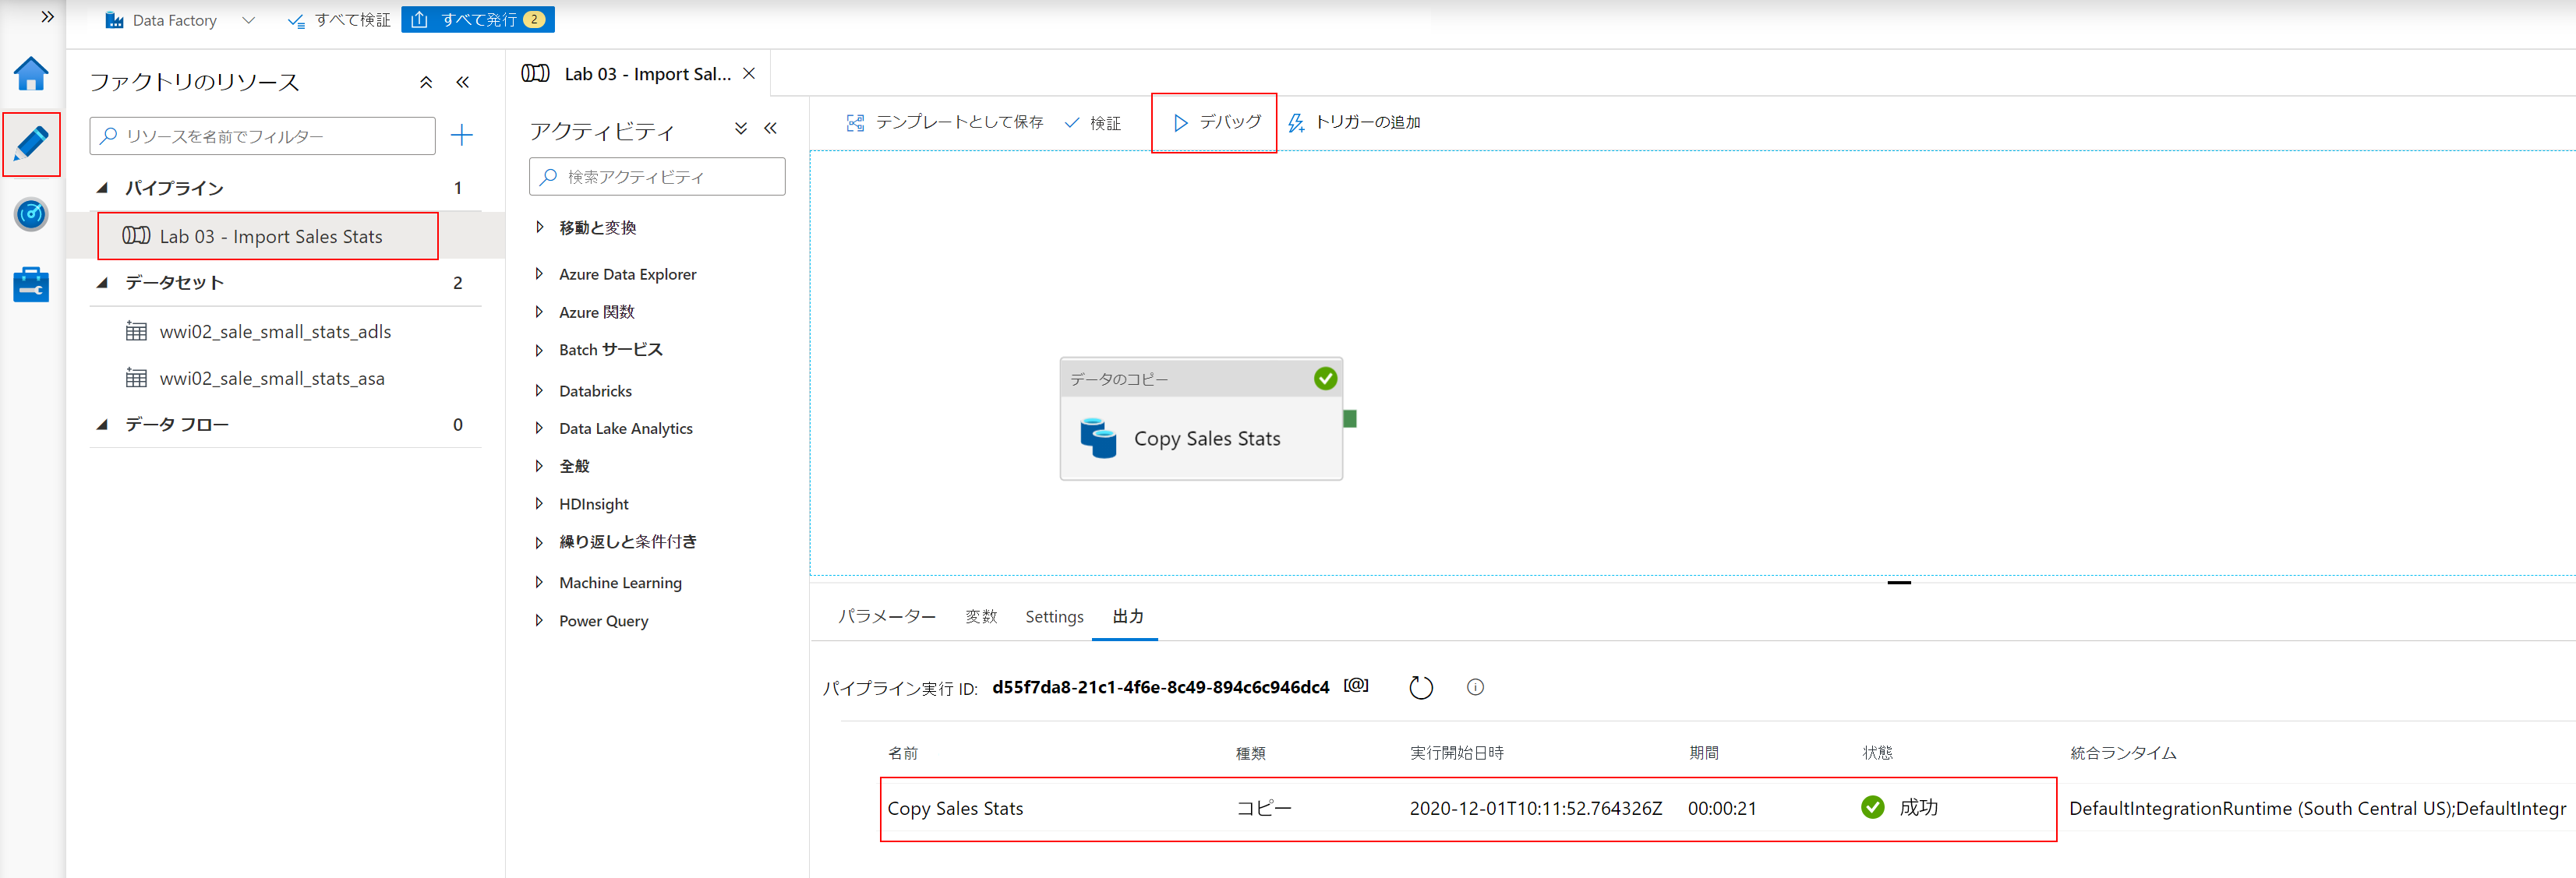 Data Factory
すべて検証
すべて発行 2
ファクトリのリソース
リソースを名前でフィルター
パイプライン 1
Lab 03 - Import Sales Stats
データセット 2
wwi02_sale_small_stats_adls
wwi02_sale_small_stats_asa
データ フロー 0
Lab 03 - Import Sal...
アクティビティ
検索アクティビティ
移動と変換
Azure Data Explorer
Azure 関数
Batch サービス
Databricks
Data Lake Analytics
全般
HDInsight
繰り返しと条件付き
Machine Learning
Power Query
テンプレートとして保存 検証 デバッグ トリガーの追加
データのコピー
Copy Sales Stats
パラメーター 変数 Settings 出力
パイプライン実行 ID: d55f7da8-21c1-4f6e-8c49-894c6c946dc4 [@]
名前 種類 実行開始日時 期間 状態 統合ランタイム
Copy Sales Stats コピー 2020-12-01T10:11:52.764326Z 00:00:21 成功 DefaultIntegrationRuntime (South Central US);DefaultIntegr